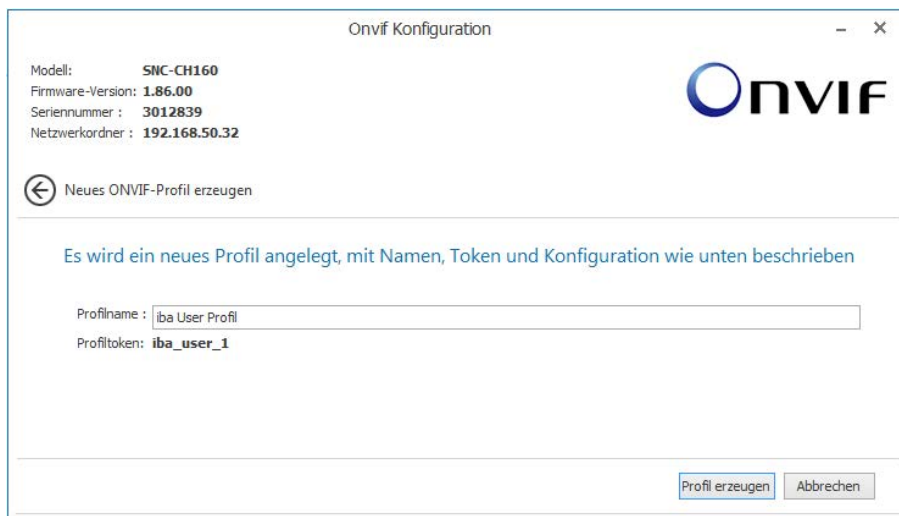 Onvif Konfiguration
Modell: SNC-CH160
Firmware-Version: 1.86.00
Seriennummer : 3012839
Netzwerkordner : 192.168.50.32
ONVIF
Neues ONVIF-Profil erzeugen
Es wird ein neues Profil angelegt, mit Namen, Token und Konfiguration wie unten beschrieben
Profilname : iba User Profil
Profiltoken: iba_user_1
Profil erzeugen Abbrechen